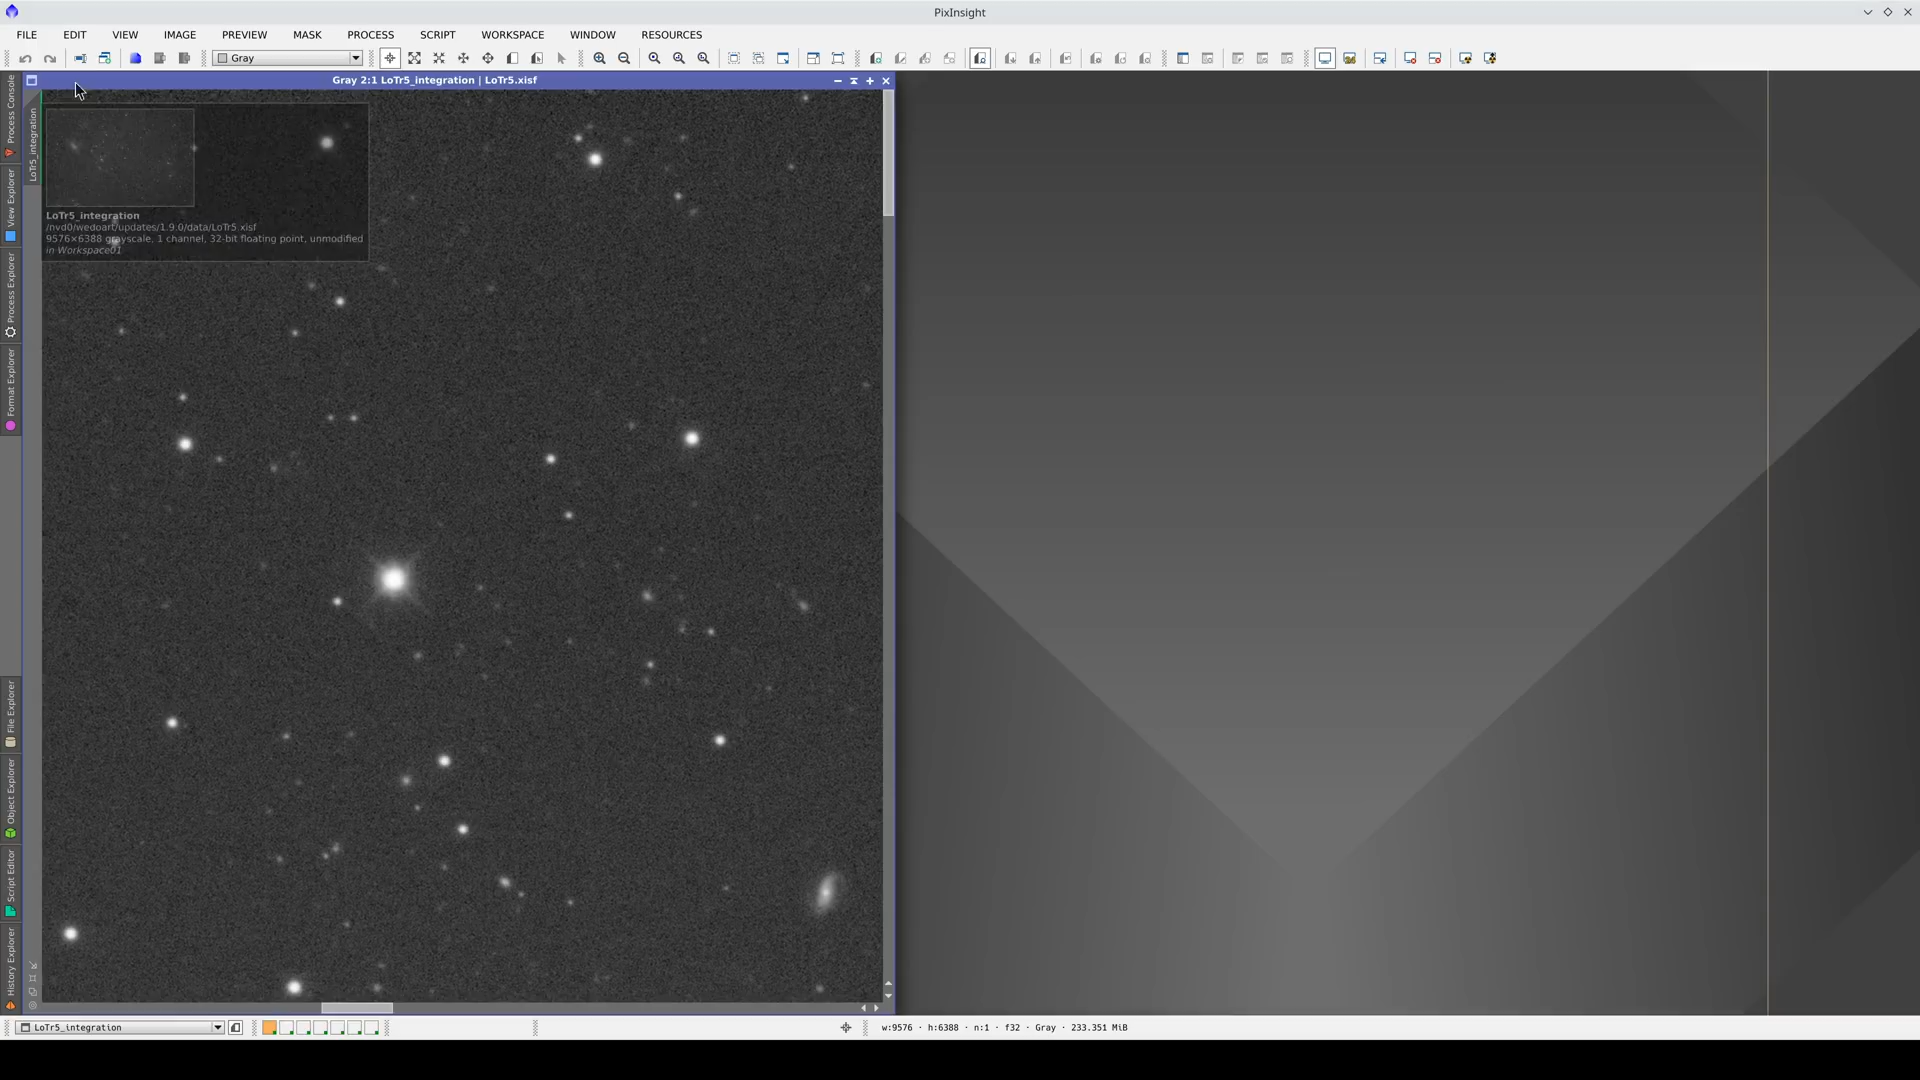 PixInsight
FILE EDIT VIEW IMAGE PREVIEW MASK PROCESS SCRIPT WORKSPACE WINDOW RESOURCES
Gray
Gray 2:1 LoTr5_integration | LoTr5.xisf
Process Console
View Explorer
Process Explorer
Format Explorer
File Explorer
Object Explorer
Script Editor
History Explorer
LoTr5_integration
LoTr5_integration
/nvd0/wedoart/updates/1.9.0/data/LoTr5.xisf
9576×6388 grayscale, 1 channel, 32-bit floating point, unmodified
in Workspace01
LoTr5_integration
w:9576 · h:6388 · n:1 · f32 · Gray · 233.351 MiB